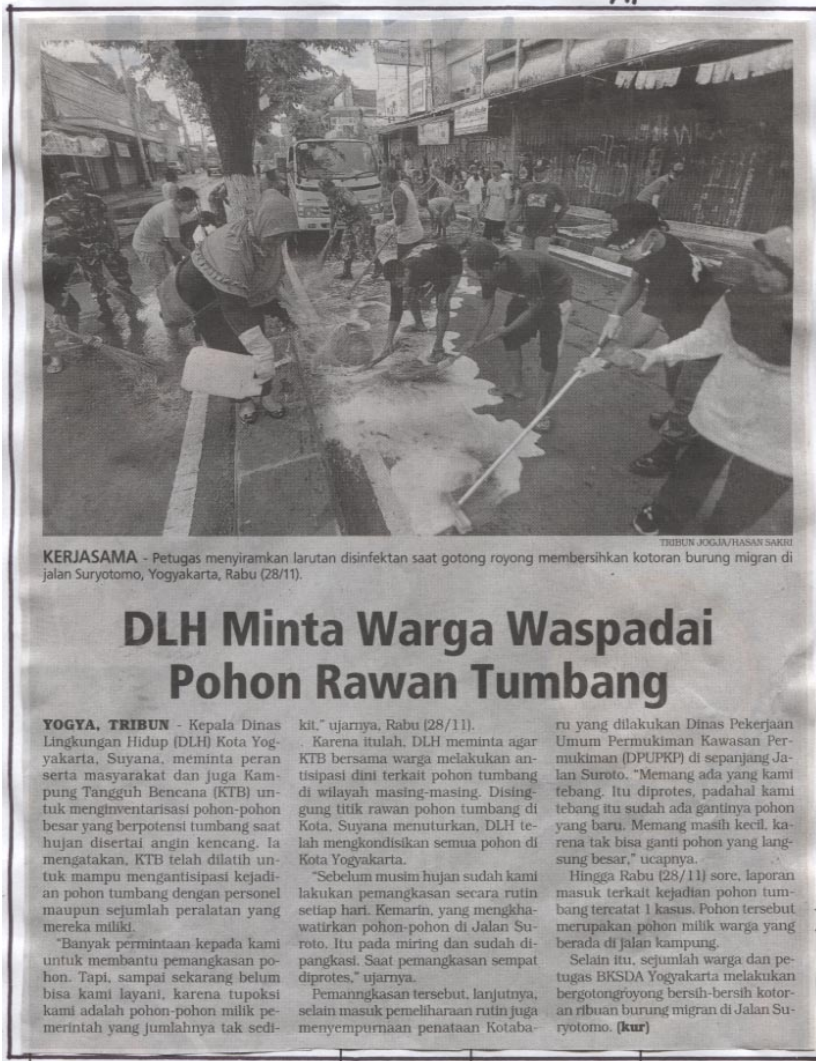 TRIBUN JOGJA/HASAN SAKRI
KERJASAMA - Petugas menyiramkan larutan disinfektan saat gotong royong membersihkan kotoran burung migran di
jalan Suryotomo, Yogyakarta, Rabu (28/11).
DLH Minta Warga Waspadai
Pohon Rawan Tumbang
YOGYA, TRIBUN - Kepala Dinas
Lingkungan Hidup (DLH) Kota Yog-
yakarta, Suyana, meminta peran
serta masyarakat dan juga Kam-
pung Tangguh Bencana (KTB) un-
tuk menginventarisasi pohon-pohon
besar yang berpotensi tumbang saat
hujan disertai angin kencang. Ia
mengatakan, KTB telah dilatih un-
tuk mampu mengantisipasi kejadi-
an pohon tumbang dengan personel
maupun sejumlah peralatan yang
mereka miliki.
"Banyak permintaan kepada kami
untuk membantu pemangkasan po-
hon. Tapi, sampai sekarang belum
bisa kami layani, karena tupoksi
kami adalah pohon-pohon milik pe-
merintah yang jumlahnya tak sedi-
kit," ujarnya, Rabu (28/11).
Karena itulah, DLH meminta agar
KTB bersama warga melakukan an-
tisipasi dini terkait pohon tumbang
di wilayah masing-masing. Dising-
gung titik rawan pohon tumbang di
Kota, Suyana menuturkan, DLH te-
lah mengkondisikan semua pohon di
Kota Yogyakarta.
"Sebelum musim hujan sudah kami
lakukan pemangkasan secara rutin
setiap hari. Kemarin, yang mengkha-
watirkan pohon-pohon di Jalan Su-
roto. Itu pada miring dan sudah di-
pangkasi. Saat pemangkasan sempat
diprotes," ujarnya.
Pemanngkasan tersebut, lanjutnya,
selain masuk pemeliharaan rutin juga
menyempurnaan penataan Kotaba-
ru yang dilakukan Dinas Pekerjaan
Umum Permukiman Kawasan Per-
mukiman (DPUPKP) di sepanjang Ja-
lan Suroto. "Memang ada yang kami
tebang. Itu diprotes, padahal kami
tebang itu sudah ada gantinya pohon
yang baru. Memang masih kecil, ka-
rena tak bisa ganti pohon yang lang-
sung besar," ucapnya.
Hingga Rabu (28/11) sore, laporan
masuk terkait kejadian pohon tum-
bang tercatat 1 kasus. Pohon tersebut
merupakan pohon milik warga yang
berada di jalan kampung.
Selain itu, sejumlah warga dan pe-
tugas BKSDA Yogyakarta melakukan
bergotongroyong bersih-bersih kotor-
an ribuan burung migran di Jalan Su-
ryotomo. (kur)